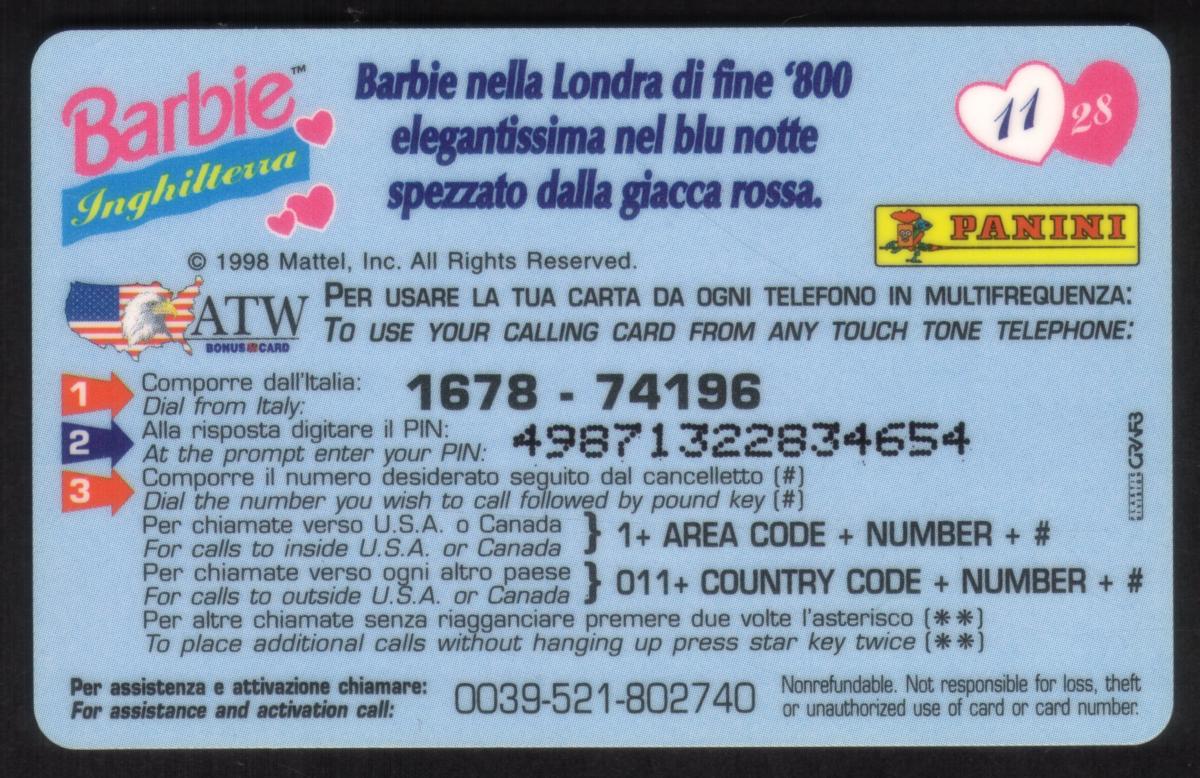 Barbie™
Inghilterra
Barbie nella Londra di fine ‘800
elegantissima nel blu notte
spezzato dalla giacca rossa.
11 28
PANINI
© 1998 Mattel, Inc. All Rights Reserved.
ATW
BONUS CARD
PER USARE LA TUA CARTA DA OGNI TELEFONO IN MULTIFREQUENZA:
TO USE YOUR CALLING CARD FROM ANY TOUCH TONE TELEPHONE:
1 Comporre dall'Italia: 1678 - 74196
Dial from Italy:
2 Alla risposta digitare il PIN: 49871322834654
At the prompt enter your PIN:
3 Comporre il numero desiderato seguito dal cancelletto (#)
Dial the number you wish to call followed by pound key (#)
Per chiamate verso U.S.A. o Canada } 1+ AREA CODE + NUMBER + #
For calls to inside U.S.A. or Canada
Per chiamate verso ogni altro paese } 011+ COUNTRY CODE + NUMBER + #
For calls to outside U.S.A. or Canada
Per altre chiamate senza riagganciare premere due volte l'asterisco (**)
To place additional calls without hanging up press star key twice (**)
Per assistenza e attivazione chiamare: 0039-521-802740
For assistance and activation call:
Nonrefundable. Not responsible for loss, theft
or unauthorized use of card or card number.